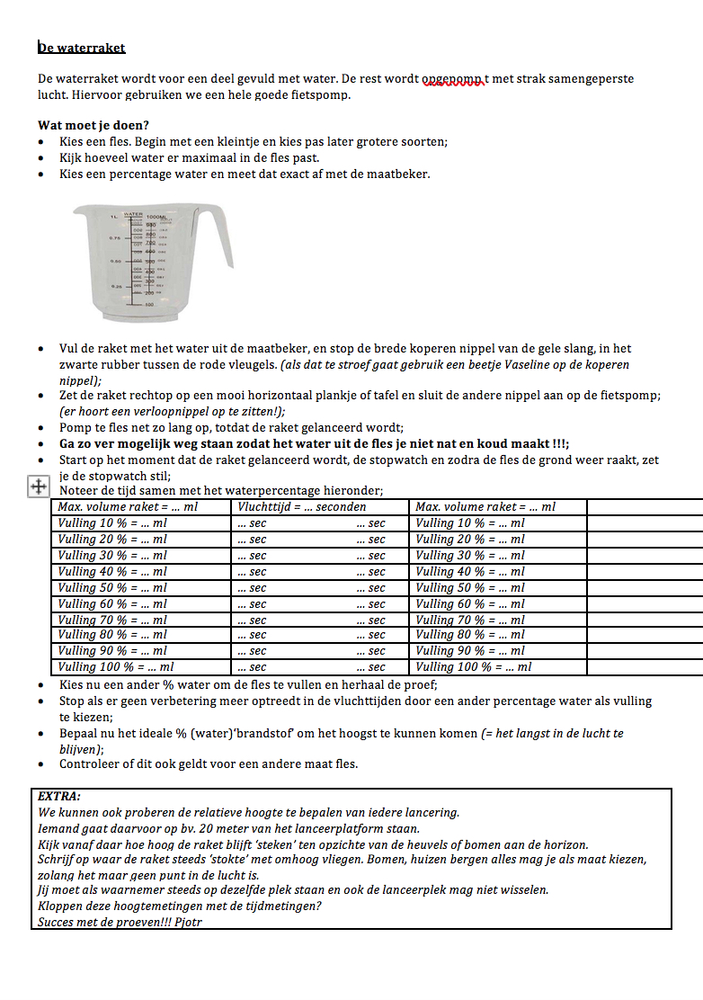 De waterraket
De waterraket wordt voor een deel gevuld met water. De rest wordt opgepomp t met strak samengeperste
lucht. Hiervoor gebruiken we een hele goede fietspomp.
Wat moet je doen?
• Kies een fles. Begin met een kleintje en kies pas later grotere soorten;
• Kijk hoeveel water er maximaal in de fles past.
• Kies een percentage water en meet dat exact af met de maatbeker.
1L. WATER 1000ML
0.75
0.50
0.25
• Vul de raket met het water uit de maatbeker, en stop de brede koperen nippel van de gele slang, in het
zwarte rubber tussen de rode vleugels. (als dat te stroef gaat gebruik een beetje Vaseline op de koperen
nippel);
• Zet de raket rechtop op een mooi horizontaal plankje of tafel en sluit de andere nippel aan op de fietspomp;
(er hoort een verloopnippel op te zitten!);
• Pomp te fles net zo lang op, totdat de raket gelanceerd wordt;
• Ga zo ver mogelijk weg staan zodat het water uit de fles je niet nat en koud maakt !!!;
• Start op het moment dat de raket gelanceerd wordt, de stopwatch en zodra de fles de grond weer raakt, zet
je de stopwatch stil;
Noteer de tijd samen met het waterpercentage hieronder;
Max. volume raket = ... ml Vluchttijd = ... seconden Max. volume raket = ... ml
Vulling 10 % = ... ml ... sec ... sec Vulling 10 % = ... ml
Vulling 20 % = ... ml ... sec ... sec Vulling 20 % = ... ml
Vulling 30 % = ... ml ... sec ... sec Vulling 30 % = ... ml
Vulling 40 % = ... ml ... sec ... sec Vulling 40 % = ... ml
Vulling 50 % = ... ml ... sec ... sec Vulling 50 % = ... ml
Vulling 60 % = ... ml ... sec ... sec Vulling 60 % = ... ml
Vulling 70 % = ... ml ... sec ... sec Vulling 70 % = ... ml
Vulling 80 % = ... ml ... sec ... sec Vulling 80 % = ... ml
Vulling 90 % = ... ml ... sec ... sec Vulling 90 % = ... ml
Vulling 100 % = ... ml ... sec ... sec Vulling 100 % = ... ml
• Kies nu een ander % water om de fles te vullen en herhaal de proef;
• Stop als er geen verbetering meer optreedt in de vluchttijden door een ander percentage water als vulling
te kiezen;
• Bepaal nu het ideale % (water)‘brandstof’ om het hoogst te kunnen komen (= het langst in de lucht te
blijven);
• Controleer of dit ook geldt voor een andere maat fles.
EXTRA:
We kunnen ook proberen de relatieve hoogte te bepalen van iedere lancering.
Iemand gaat daarvoor op bv. 20 meter van het lanceerplatform staan.
Kijk vanaf daar hoe hoog de raket blijft ‘steken’ ten opzichte van de heuvels of bomen aan de horizon.
Schrijf op waar de raket steeds ‘stokte’ met omhoog vliegen. Bomen, huizen bergen alles mag je als maat kiezen,
zolang het maar geen punt in de lucht is.
Jij moet als waarnemer steeds op dezelfde plek staan en ook de lanceerplek mag niet wisselen.
Kloppen deze hoogtemetingen met de tijdmetingen?
Succes met de proeven!!! Pjotr